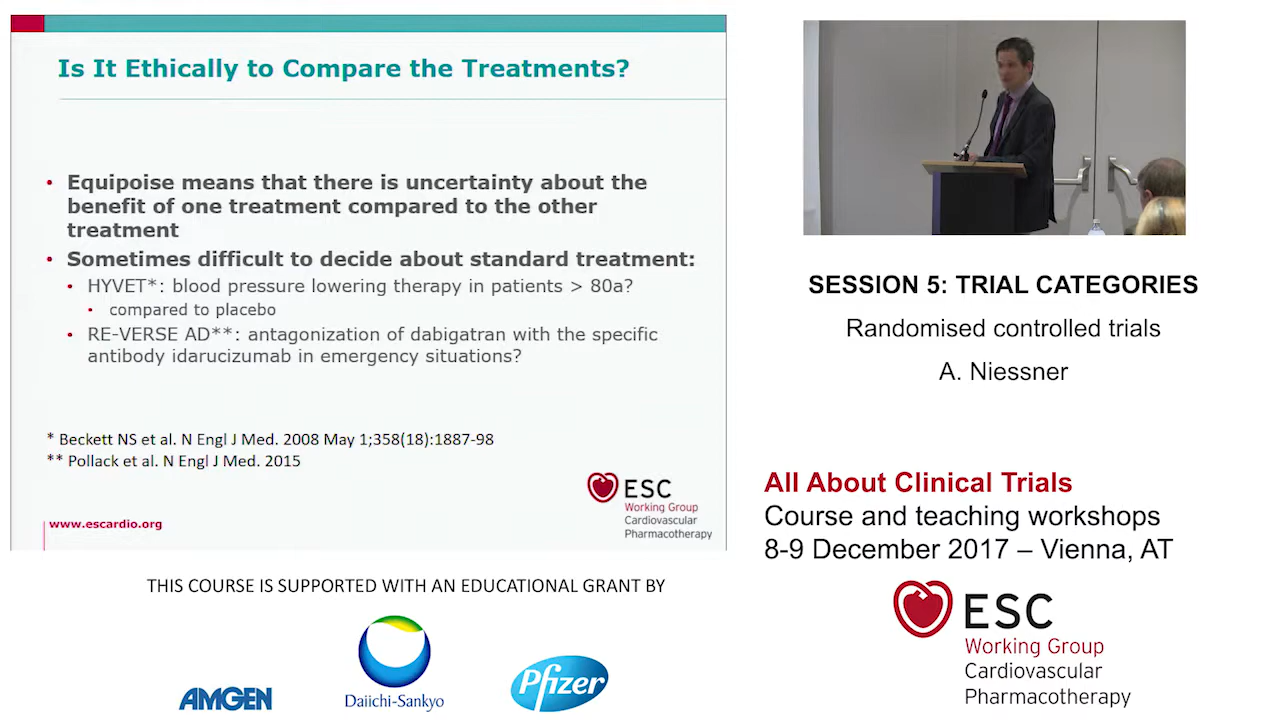 Is It Ethically to Compare the Treatments?
• Equipoise means that there is uncertainty about the
benefit of one treatment compared to the other
treatment
• Sometimes difficult to decide about standard treatment:
• HYVET*: blood pressure lowering therapy in patients > 80a?
• compared to placebo
• RE-VERSE AD**: antagonization of dabigatran with the specific
antibody idarucizumab in emergency situations?
* Beckett NS et al. N Engl J Med. 2008 May 1;358(18):1887-98
** Pollack et al. N Engl J Med. 2015
www.escardio.org
ESC
Working Group
Cardiovascular
Pharmacotherapy
THIS COURSE IS SUPPORTED WITH AN EDUCATIONAL GRANT BY
AMGEN
Daiichi-Sankyo
Pfizer
SESSION 5: TRIAL CATEGORIES
Randomised controlled trials
A. Niessner
All About Clinical Trials
Course and teaching workshops
8-9 December 2017 – Vienna, AT
ESC
Working Group
Cardiovascular
Pharmacotherapy